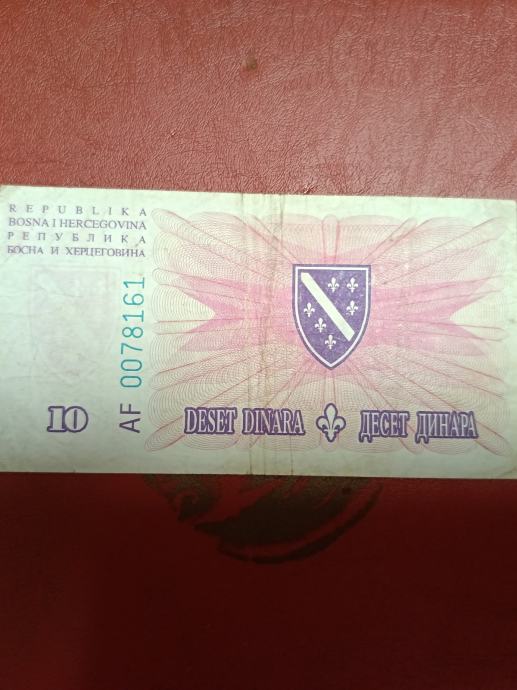 REPUBLIKA
BOSNA I HERCEGOVINA
РЕПУБЛИКА
БОСНА И ХЕРЦЕГОВИНА
AF 0078161
10
DESET DINARA ДЕСЕТ ДИНАРА